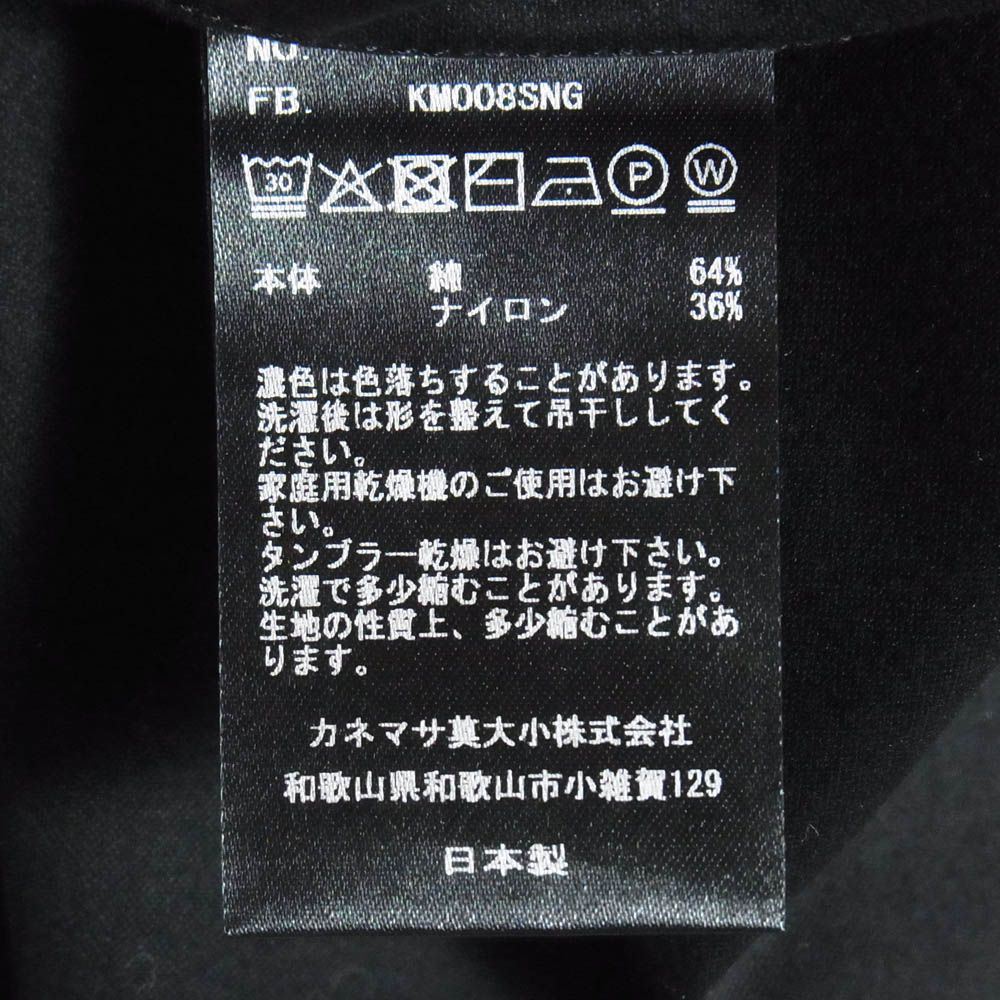 NO.
FB. KM008SNG
30 P W
本体 綿 64%
ナイロン 36%
濃色は色落ちすることがあります。
洗濯後は形を整えて吊干ししてく
ださい。
家庭用乾燥機のご使用はお避け下
さい。
タンブラー乾燥はお避け下さい。
洗濯で多少縮むことがあります。
生地の性質上、多少縮むことがあ
ります。
カネマサ莫大小株式会社
和歌山県和歌山市小雑賀129
日本製